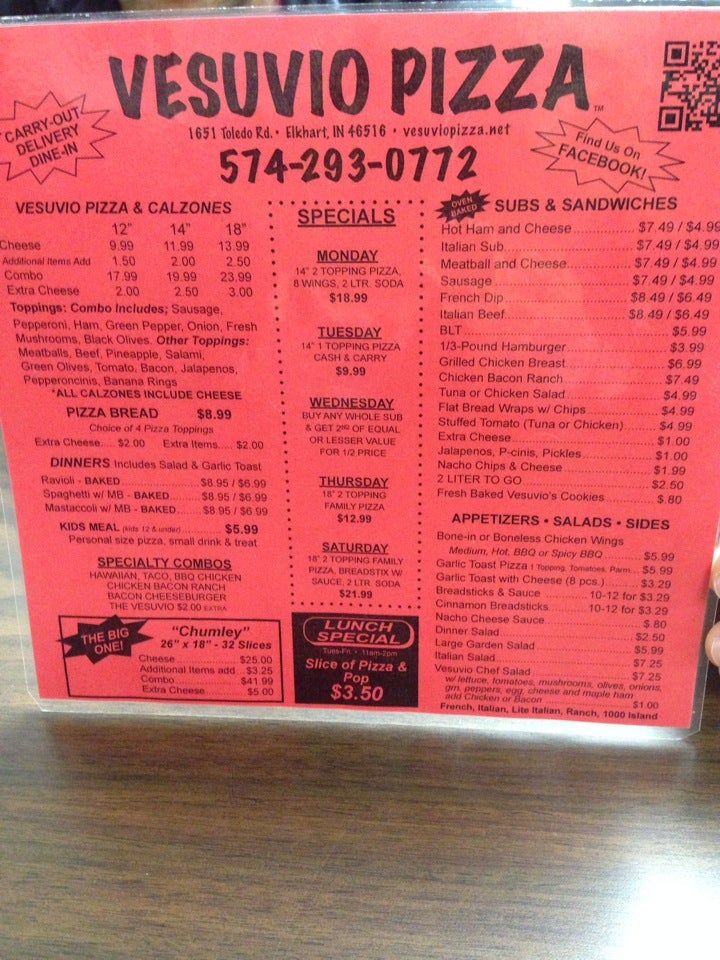 VESUVIO PIZZA™
1651 Toledo Rd. • Elkhart, IN 46516 • vesuviopizza.net
574-293-0772
CARRY-OUT
DELIVERY
DINE-IN
Find Us On
FACEBOOK!
VESUVIO PIZZA & CALZONES
12" 14" 18"
Cheese 9.99 11.99 13.99
Additional Items Add 1.50 2.00 2.50
Combo 17.99 19.99 23.99
Extra Cheese 2.00 2.50 3.00
Toppings: Combo Includes; Sausage,
Pepperoni, Ham, Green Pepper, Onion, Fresh
Mushrooms, Black Olives. Other Toppings:
Meatballs, Beef, Pineapple, Salami,
Green Olives, Tomato, Bacon, Jalapenos,
Pepperoncinis, Banana Rings
*ALL CALZONES INCLUDE CHEESE
PIZZA BREAD $8.99
Choice of 4 Pizza Toppings
Extra Cheese.... $2.00 Extra Items.... $2.00
DINNERS Includes Salad & Garlic Toast
Ravioli - BAKED..............$8.95 / $6.99
Spaghetti w/ MB - BAKED........$8.95 / $6.99
Mastaccoli w/ MB - BAKED.......$8.95 / $6.99
KIDS MEAL (kids 12 & under)..............$5.99
Personal size pizza, small drink & treat
SPECIALTY COMBOS
HAWAIIAN, TACO, BBQ CHICKEN
CHICKEN BACON RANCH
BACON CHEESEBURGER
THE VESUVIO $2.00 EXTRA
THE BIG
ONE!
"Chumley"
26" x 18" - 32 Slices
Cheese.....................$25.00
Additional Items add...$3.25
Combo.....................$41.99
Extra Cheese.............$5.00
SPECIALS
MONDAY
14" 2 TOPPING PIZZA,
8 WINGS, 2 LTR. SODA
$18.99
TUESDAY
14" 1 TOPPING PIZZA
CASH & CARRY
$9.99
WEDNESDAY
BUY ANY WHOLE SUB
& GET 2ND OF EQUAL
OR LESSER VALUE
FOR 1/2 PRICE
THURSDAY
18" 2 TOPPING
FAMILY PIZZA
$12.99
SATURDAY
18" 2 TOPPING FAMILY
PIZZA, BREADSTIX W/
SAUCE, 2 LTR. SODA
$21.99
LUNCH
SPECIAL
Tues-Fri. • 11am-2pm
Slice of Pizza &
Pop
$3.50
OVEN
BAKED
SUBS & SANDWICHES
Hot Ham and Cheese..............$7.49 / $4.99
Italian Sub..............$7.49 / $4.99
Meatball and Cheese..............$7.49 / $4.99
Sausage..............$7.49 / $4.99
French Dip..............$8.49 / $6.49
Italian Beef..............$8.49 / $6.49
BLT..............$5.99
1/3-Pound Hamburger..............$3.99
Grilled Chicken Breast..............$6.99
Chicken Bacon Ranch..............$7.49
Tuna or Chicken Salad..............$4.99
Flat Bread Wraps w/ Chips..............$4.99
Stuffed Tomato (Tuna or Chicken)..............$4.99
Extra Cheese..............$1.00
Jalapenos, P-cinis, Pickles..............$1.00
Nacho Chips & Cheese..............$1.99
2 LITER TO GO..............$2.50
Fresh Baked Vesuvio's Cookies..............$.80
APPETIZERS • SALADS • SIDES
Bone-in or Boneless Chicken Wings
Medium, Hot, BBQ or Spicy BBQ..............$5.99
Garlic Toast Pizza 1 Topping, Tomatoes, Parm....$5.99
Garlic Toast with Cheese (8 pcs.)..............$3.29
Breadsticks & Sauce..............10-12 for $3.29
Cinnamon Breadsticks..............10-12 for $3.29
Nacho Cheese Sauce..............$.80
Dinner Salad..............$2.50
Large Garden Salad..............$5.99
Italian Salad..............$7.25
Vesuvio Chef Salad..............$7.25
w/ lettuce, tomatoes, mushrooms, olives, onions,
grn. peppers, egg, cheese and maple ham
add Chicken or Bacon..............$1.00
French, Italian, Lite Italian, Ranch, 1000 Island